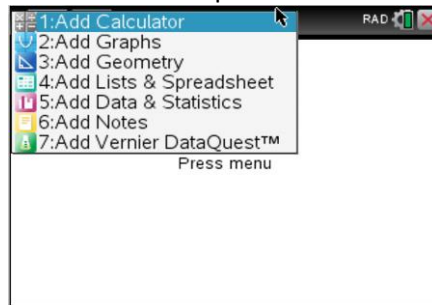 1:Add Calculator
RAD
2:Add Graphs
3:Add Geometry
4:Add Lists & Spreadsheet
5:Add Data & Statistics
6:Add Notes
7:Add Vernier DataQuest™
Press menu